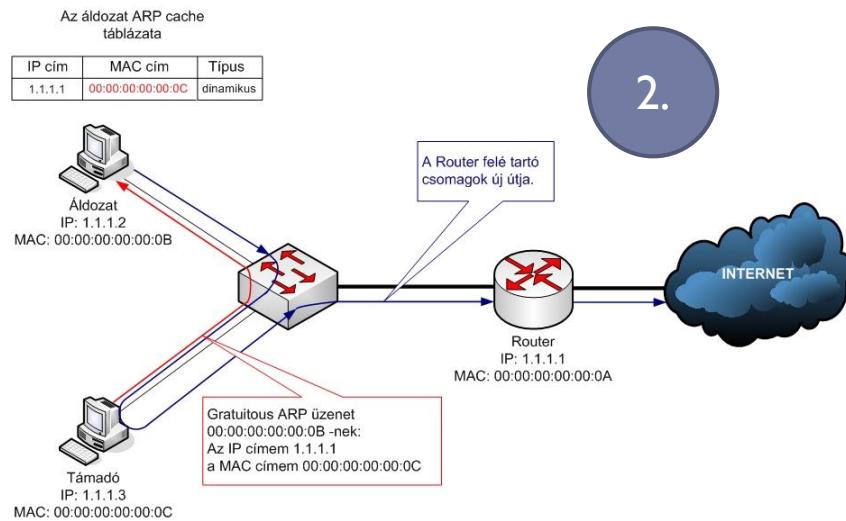 Az áldozat ARP cache
táblázata
IP cím MAC cím Típus
1.1.1.1 00:00:00:00:00:0C dinamikus
2.
A Router felé tartó
csomagok új útja.
Áldozat
IP: 1.1.1.2
MAC: 00:00:00:00:00:0B
INTERNET
Router
IP: 1.1.1.1
MAC: 00:00:00:00:00:0A
Gratuitous ARP üzenet
00:00:00:00:00:0B -nek:
Az IP címem 1.1.1.1
a MAC címem 00:00:00:00:00:0C
Támadó
IP: 1.1.1.3
MAC: 00:00:00:00:00:0C